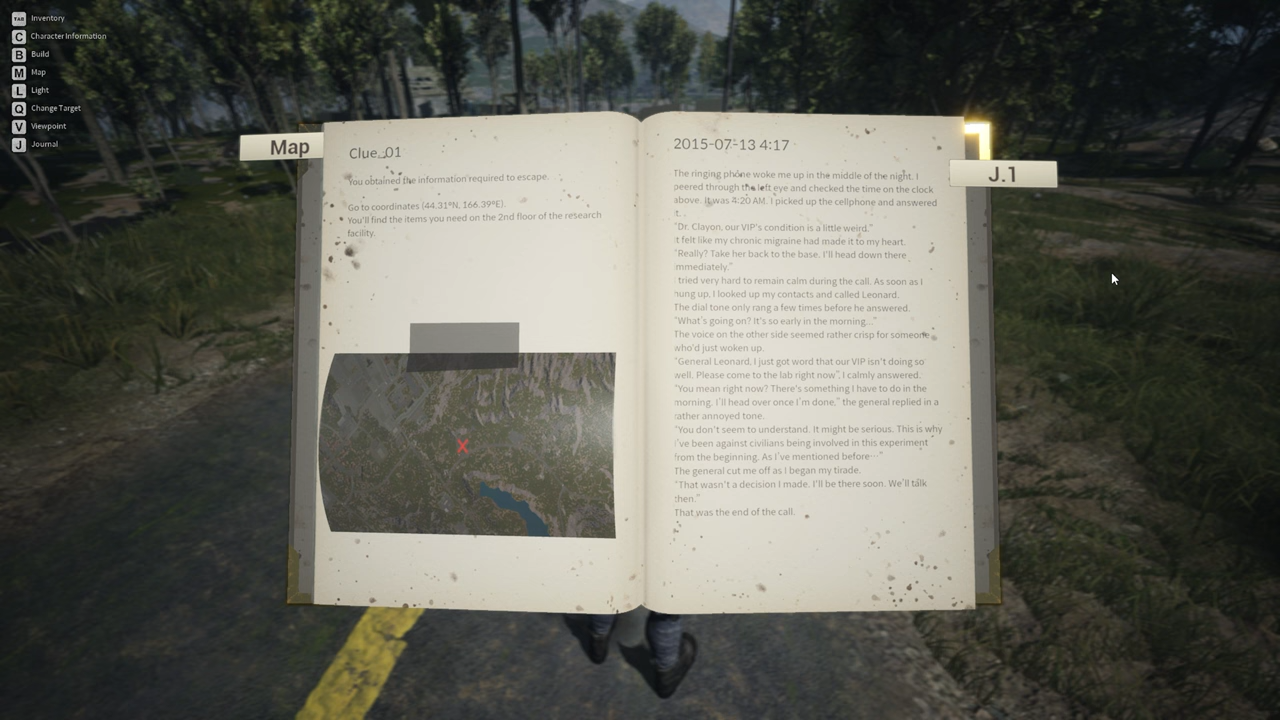 TAB Inventory
C Character Information
B Build
M Map
L Light
Q Change Target
V Viewpoint
J Journal
Map
Clue_01
You obtained the information required to escape.
Go to coordinates (44.31ºN, 166.39ºE).
You'll find the items you need on the 2nd floor of the research
facility.
X
2015-07-13 4:17
J.1
The ringing phone woke me up in the middle of the night. I
peered through the left eye and checked the time on the clock
above. It was 4:20 AM. I picked up the cellphone and answered
it...
"Dr. Clayon, our VIP's condition is a little weird."
It felt like my chronic migraine had made it to my heart.
"Really? Take her back to the base. I'll head down there
immediately."
I tried very hard to remain calm during the call. As soon as I
hung up, I looked up my contacts and called Leonard.
The dial tone only rang a few times before he answered.
"What's going on? It's so early in the morning..."
The voice on the other side seemed rather crisp for someone
who'd just woken up.
"General Leonard. I just got word that our VIP isn't doing so
well. Please come to the lab right now", I calmly answered.
"You mean right now? There's something I have to do in the
morning. I'll head over once I'm done," the general replied in a
rather annoyed tone.
"You don't seem to understand. It might be serious. This is why
I've been against civilians being involved in this experiment
from the beginning. As I've mentioned before…"
The general cut me off as I began my tirade.
"That wasn't a decision I made. I'll be there soon. We'll talk
then."
That was the end of the call.